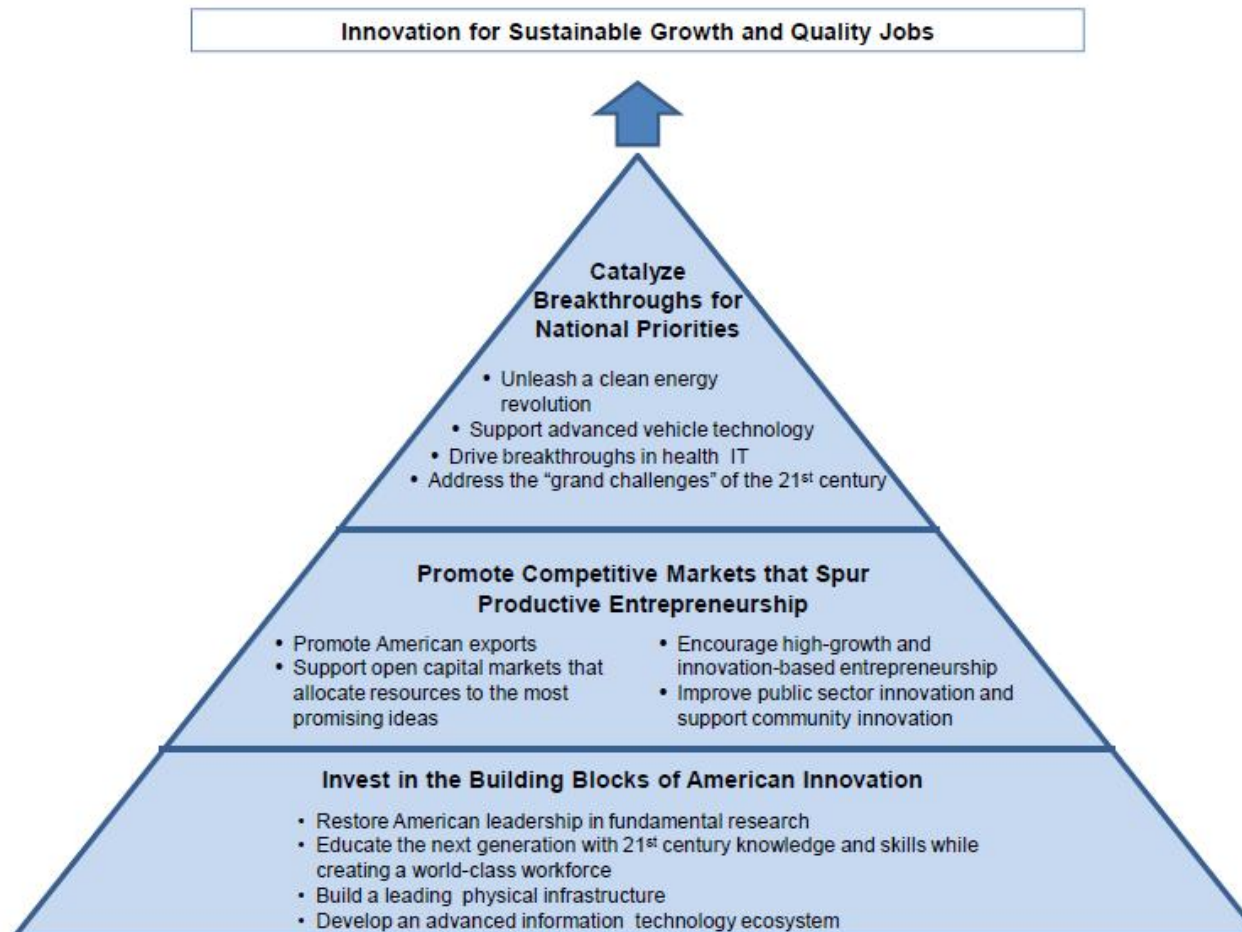 Innovation for Sustainable Growth and Quality Jobs
Catalyze
Breakthroughs for
National Priorities
• Unleash a clean energy
revolution
• Support advanced vehicle technology
• Drive breakthroughs in health IT
• Address the “grand challenges” of the 21st century
Promote Competitive Markets that Spur
Productive Entrepreneurship
• Promote American exports
• Support open capital markets that
allocate resources to the most
promising ideas
• Encourage high-growth and
innovation-based entrepreneurship
• Improve public sector innovation and
support community innovation
Invest in the Building Blocks of American Innovation
• Restore American leadership in fundamental research
• Educate the next generation with 21st century knowledge and skills while
creating a world-class workforce
• Build a leading physical infrastructure
• Develop an advanced information technology ecosystem